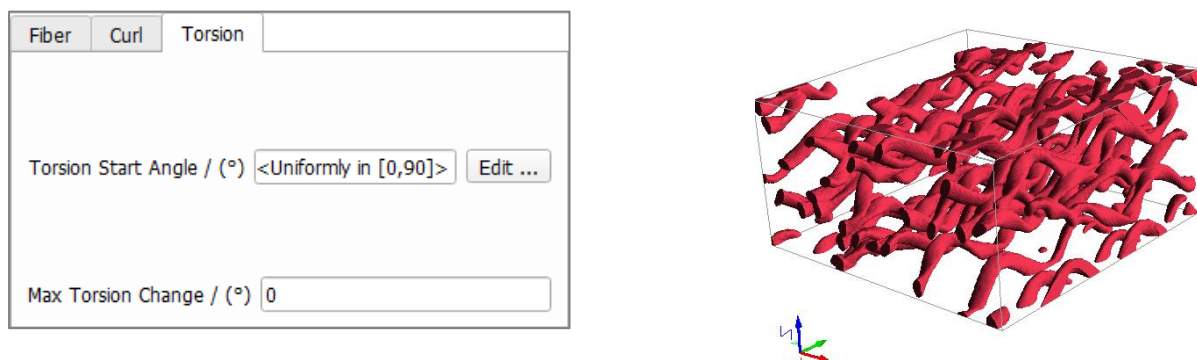 Fiber Curl Torsion
Torsion Start Angle / (°) <Uniformly in [0,90]> Edit ...
Max Torsion Change / (°) 0
Z